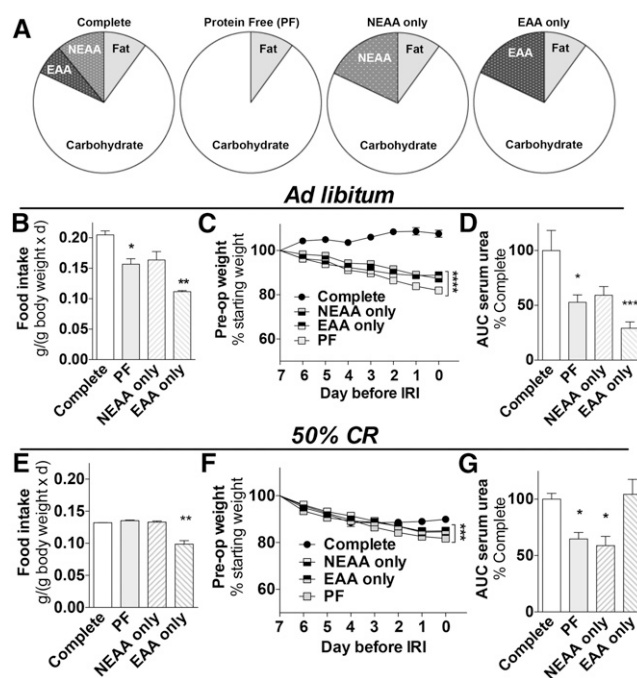 A
Complete
Protein Free (PF)
NEAA only
EAA only
NEAA
Fat
EAA
Carbohydrate
Fat
Carbohydrate
NEAA
Fat
Carbohydrate
EAA
Fat
Carbohydrate
Ad libitum
B
Food intake
g/(g body weight x d)
0.20
0.15
0.10
0.05
0.00
*
**
Complete
PF
NEAA only
EAA only
C
Pre-op weight
% starting weight
100
80
60
Complete
NEAA only
EAA only
PF
****
****
7 6 5 4 3 2 1 0
Day before IRI
D
AUC serum urea
% Complete
100
50
0
*
***
Complete
PF
NEAA only
EAA only
50% CR
E
Food intake
g/(g body weight x d)
0.20
0.15
0.10
0.05
0.00
**
Complete
PF
NEAA only
EAA only
F
Pre-op weight
% starting weight
100
80
60
Complete
NEAA only
EAA only
PF
7 6 5 4 3 2 1 0
Day before IRI
G
AUC serum urea
% Complete
100
50
0
*
*
Complete
PF
NEAA only
EAA only